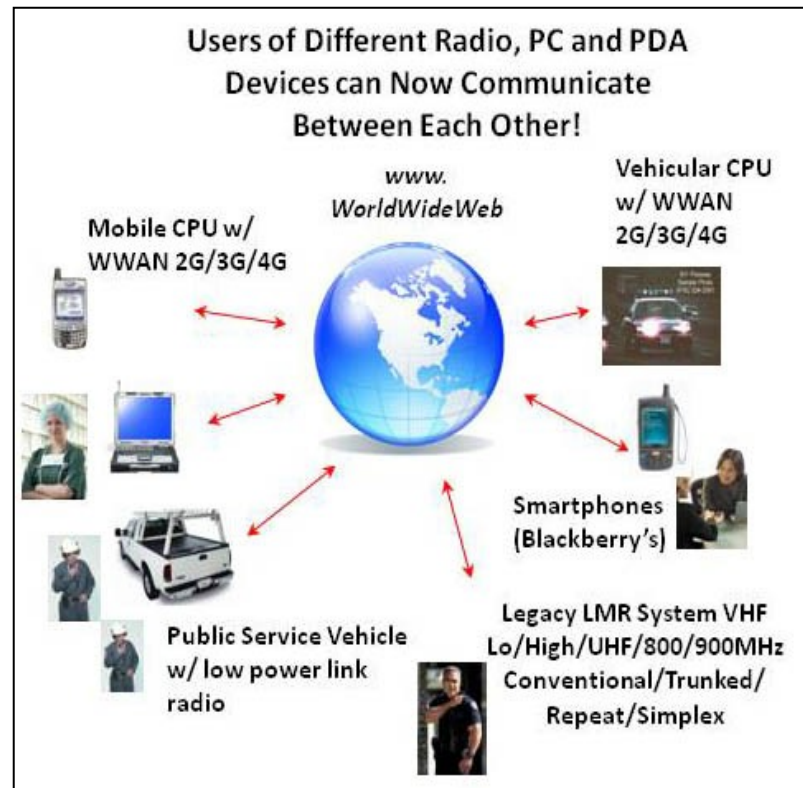 Users of Different Radio, PC and PDA
Devices can Now Communicate
Between Each Other!
www.
WorldWideWeb
Mobile CPU w/
WWAN 2G/3G/4G
Vehicular CPU
w/ WWAN
2G/3G/4G
Smartphones
(Blackberry's)
Public Service Vehicle
w/ low power link
radio
Legacy LMR System VHF
Lo/High/UHF/800/900MHz
Conventional/Trunked/
Repeat/Simplex